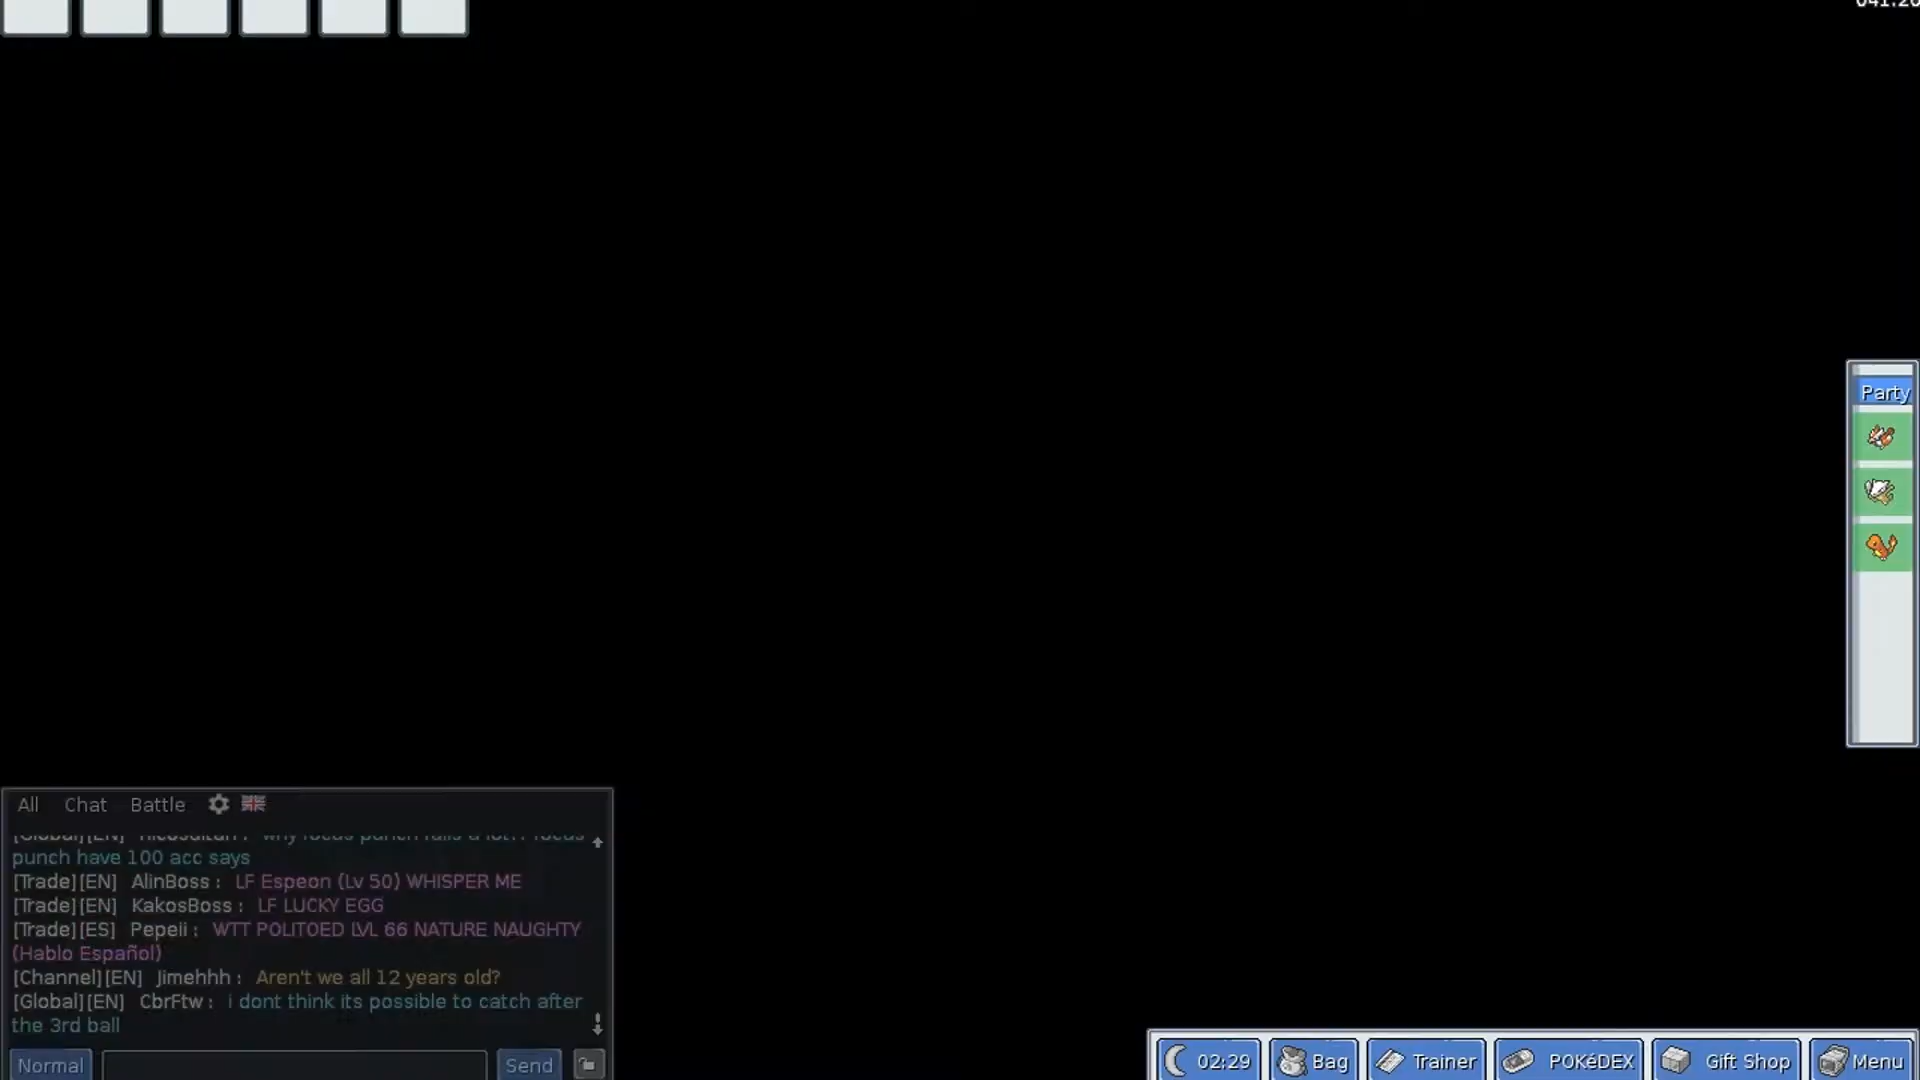 Party
All Chat Battle
punch have 100 acc says
[Trade][EN] AlinBoss : LF Espeon (Lv 50) WHISPER ME
[Trade][EN] KakosBoss : LF LUCKY EGG
[Trade][ES] Pepeii : WTT POLITOED LVL 66 NATURE NAUGHTY
(Hablo Español)
[Channel][EN] Jimehhh : Aren't we all 12 years old?
[Global][EN] CbrFtw : i dont think its possible to catch after
the 3rd ball
Normal Send
02:29 Bag Trainer POKéDEX Gift Shop Menu